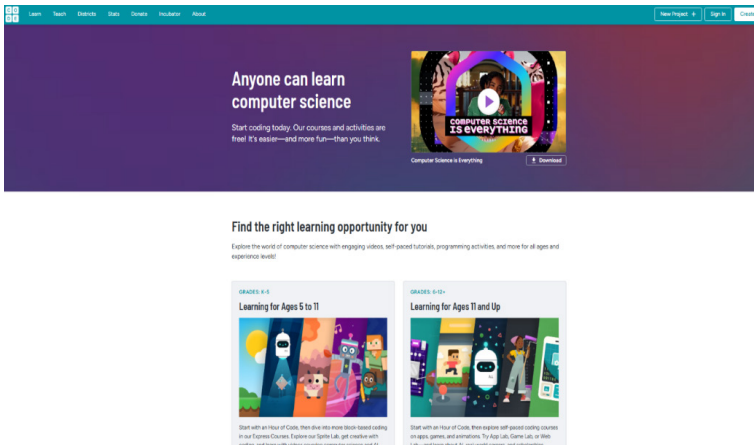 C O
D E
Learn Teach Districts Stats Donate Incubator About
New Project +
Sign in
Create
Anyone can learn
computer science
Start coding today. Our courses and activities are
free! It's easier—and more fun—than you think.
COMPUTER SCIENCE
IS EVERYTHING
Computer Science is Everything
Download
Find the right learning opportunity for you
Explore the world of computer science with engaging videos, self-paced tutorials, programming activities, and more for all ages and
experience levels!
GRADES: K-5
Learning for Ages 5 to 11
Start with an Hour of Code, then dive into more block-based coding
in our Express Courses. Explore our Sprite Lab, get creative with
GRADES: 6-12+
Learning for Ages 11 and Up
Start with an Hour of Code, then explore self-paced coding courses
on apps, games, and animations. Try App Lab, Game Lab, or Web